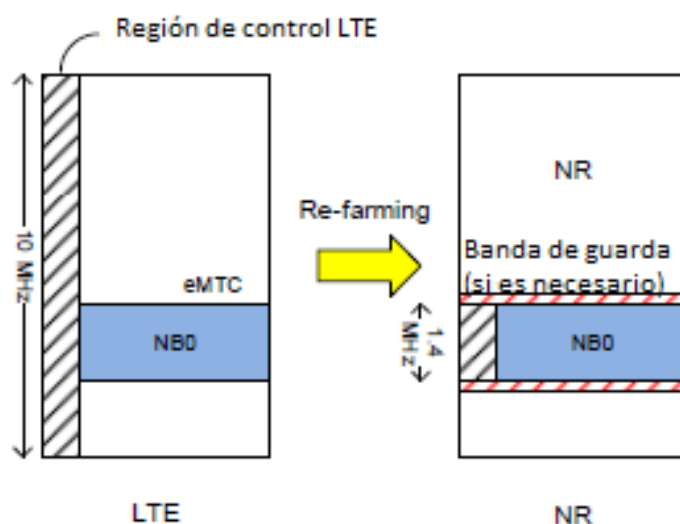 Región de control LTE
10 MHz
eMTC
NB0
LTE
Re-farming
NR
Banda de guarda
(si es necesario)
1.4
MHz
NB0
NR